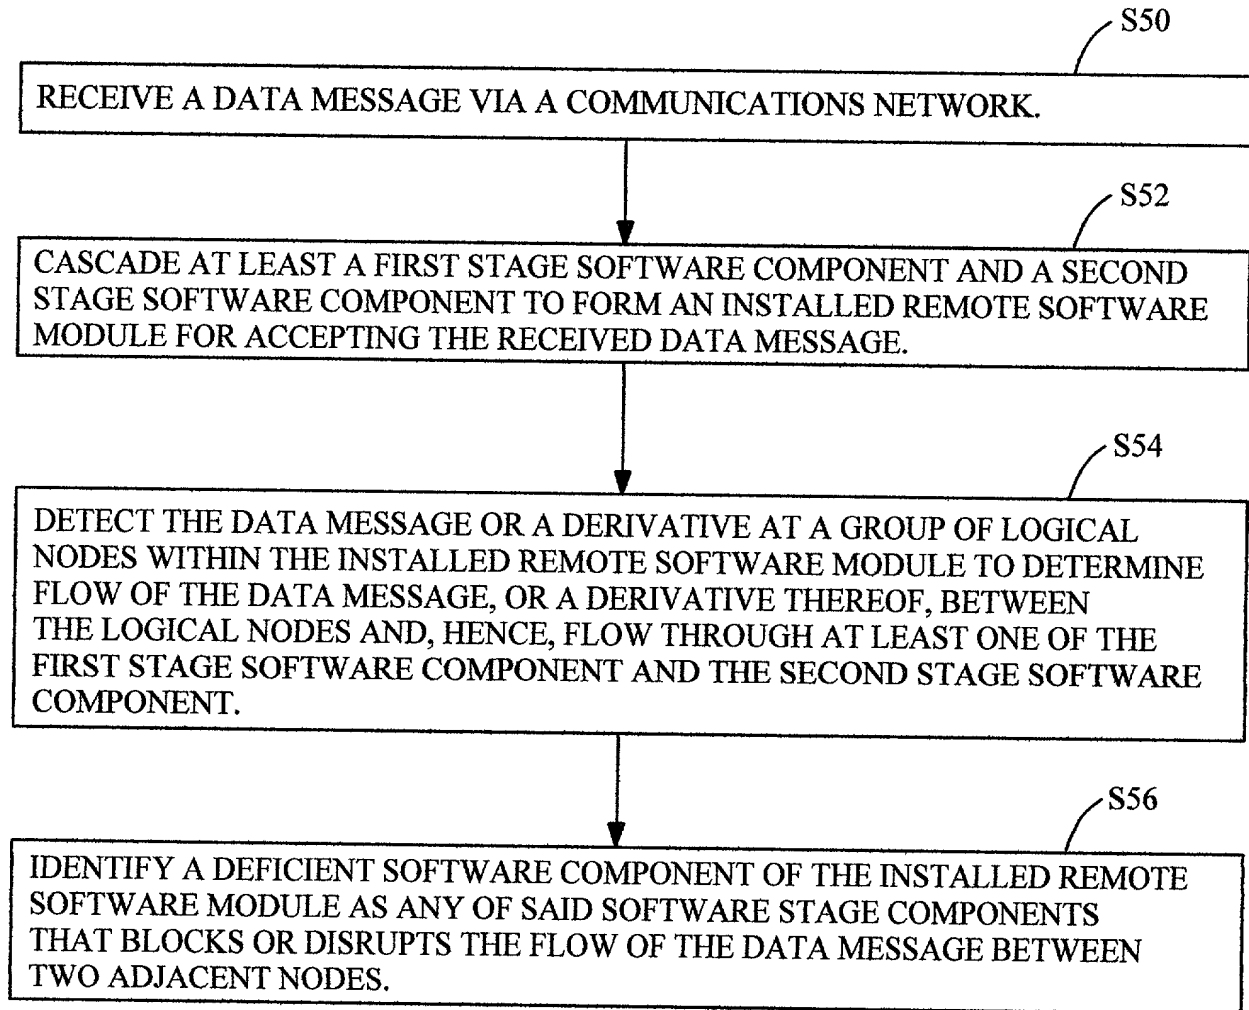 S50
RECEIVE A DATA MESSAGE VIA A COMMUNICATIONS NETWORK.
S52
CASCADE AT LEAST A FIRST STAGE SOFTWARE COMPONENT AND A SECOND
STAGE SOFTWARE COMPONENT TO FORM AN INSTALLED REMOTE SOFTWARE
MODULE FOR ACCEPTING THE RECEIVED DATA MESSAGE.
S54
DETECT THE DATA MESSAGE OR A DERIVATIVE AT A GROUP OF LOGICAL
NODES WITHIN THE INSTALLED REMOTE SOFTWARE MODULE TO DETERMINE
FLOW OF THE DATA MESSAGE, OR A DERIVATIVE THEREOF, BETWEEN
THE LOGICAL NODES AND, HENCE, FLOW THROUGH AT LEAST ONE OF THE
FIRST STAGE SOFTWARE COMPONENT AND THE SECOND STAGE SOFTWARE
COMPONENT.
S56
IDENTIFY A DEFICIENT SOFTWARE COMPONENT OF THE INSTALLED REMOTE
SOFTWARE MODULE AS ANY OF SAID SOFTWARE STAGE COMPONENTS
THAT BLOCKS OR DISRUPTS THE FLOW OF THE DATA MESSAGE BETWEEN
TWO ADJACENT NODES.